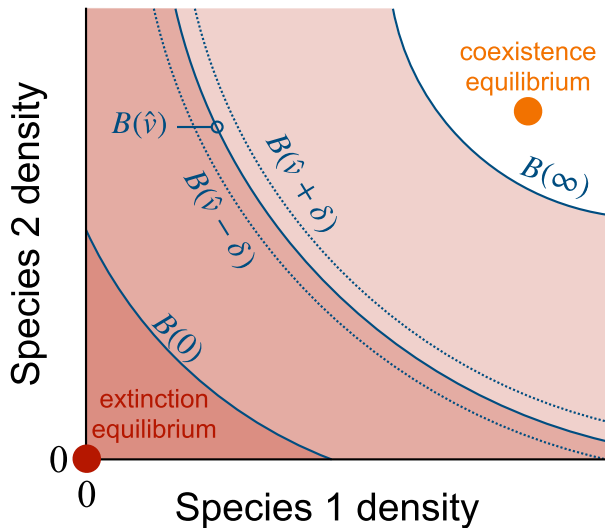 coexistence
equilibrium
B(v̂)
B(v̂ + δ)
B(v̂ − δ)
B(∞)
B(0)
extinction
equilibrium
Species 2 density
0
0
Species 1 density